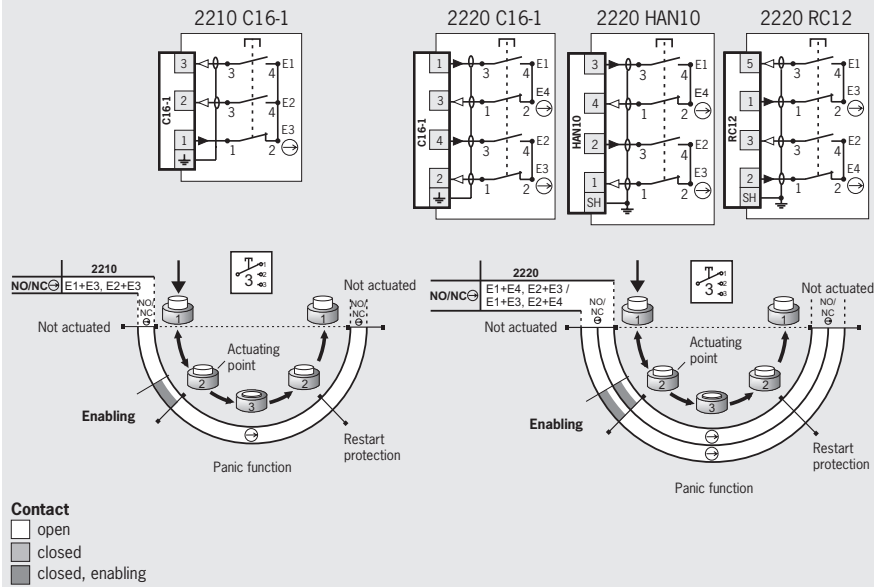 2210 C16-1
C16-1
3
2
1
3 4 E1
3 4 E2
E3
1 2
2220 C16-1
C16-1
1
3
4
2
3 4 E1
E4
1 2
3 4 E2
E3
1 2
2220 HAN10
HAN10
3
4
2
1
SH
3 4 E1
E4
1 2
3 4 E2
E3
1 2
2220 RC12
RC12
5
1
3
2
SH
3 4 E1
E3
1 2
3 4 E2
E4
1 2
2210
NO/NC
E1+E3, E2+E3
NO/
NC
3
1
2
3
Not actuated
NO/
NC
Not actuated
1
1
Actuating
point
2
2
3
Enabling
Restart
protection
Panic function
2220
NO/NC
E1+E4, E2+E3 /
E1+E3, E2+E4
NO/
NC
3
1
2
3
Not actuated
NO/
NC
Not actuated
1
1
Actuating
point
2
2
3
Enabling
Restart
protection
Panic function
Contact
open
closed
closed, enabling